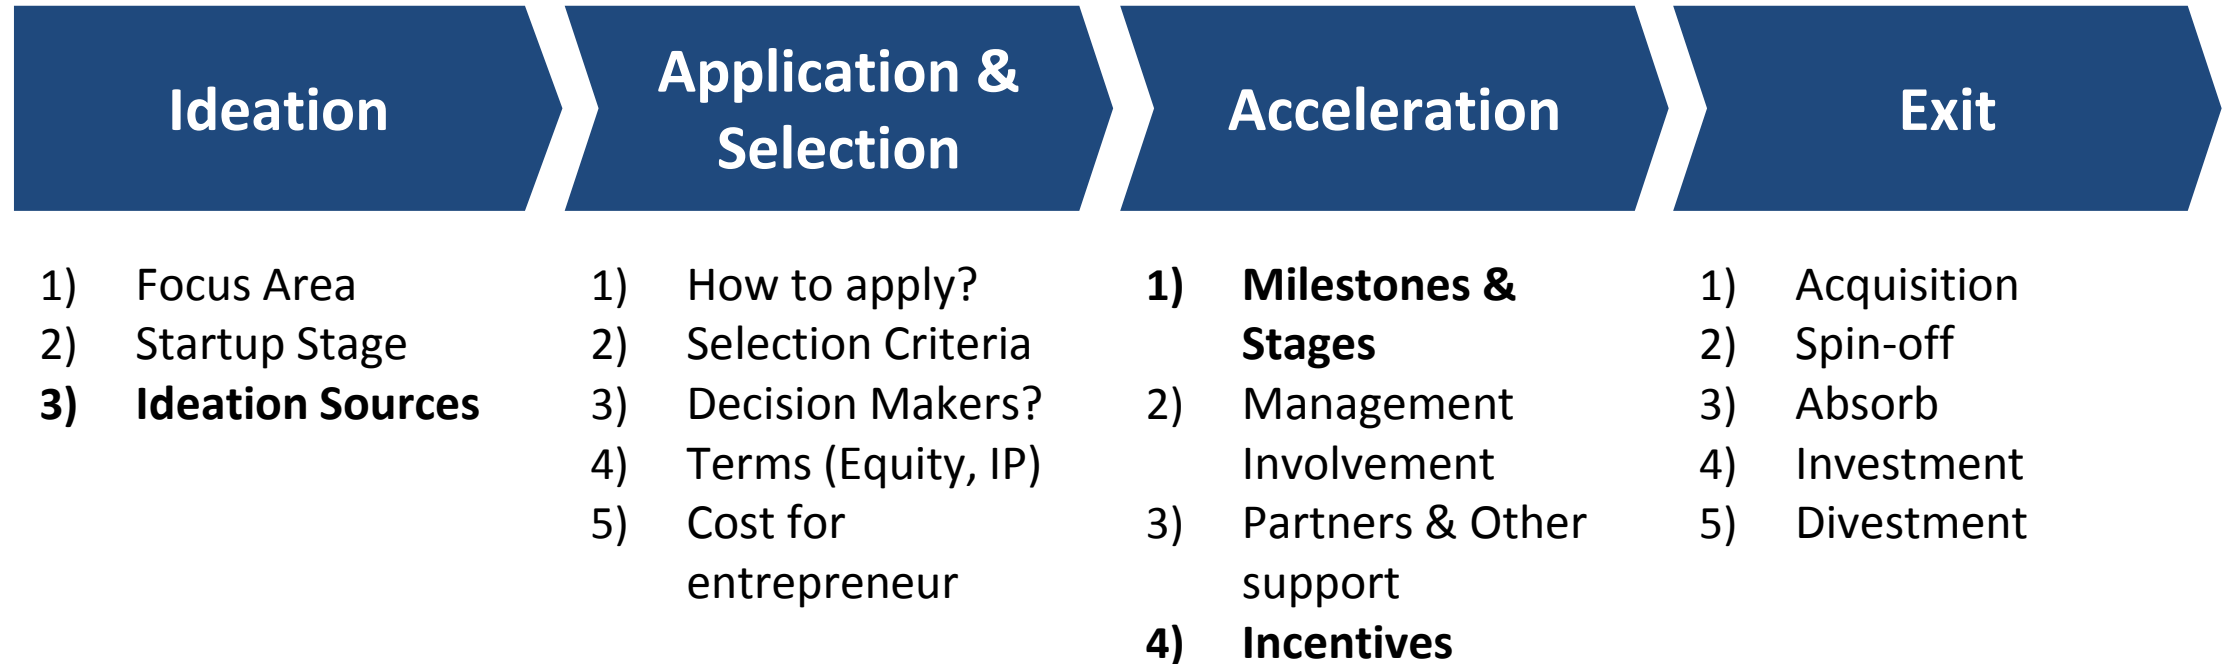 Ideation
Application &
Selection
Acceleration
Exit
1) Focus Area
2) Startup Stage
3) Ideation Sources
1) How to apply?
2) Selection Criteria
3) Decision Makers?
4) Terms (Equity, IP)
5) Cost for
entrepreneur
1) Milestones &
Stages
2) Management
Involvement
3) Partners & Other
support
4) Incentives
1) Acquisition
2) Spin-off
3) Absorb
4) Investment
5) Divestment